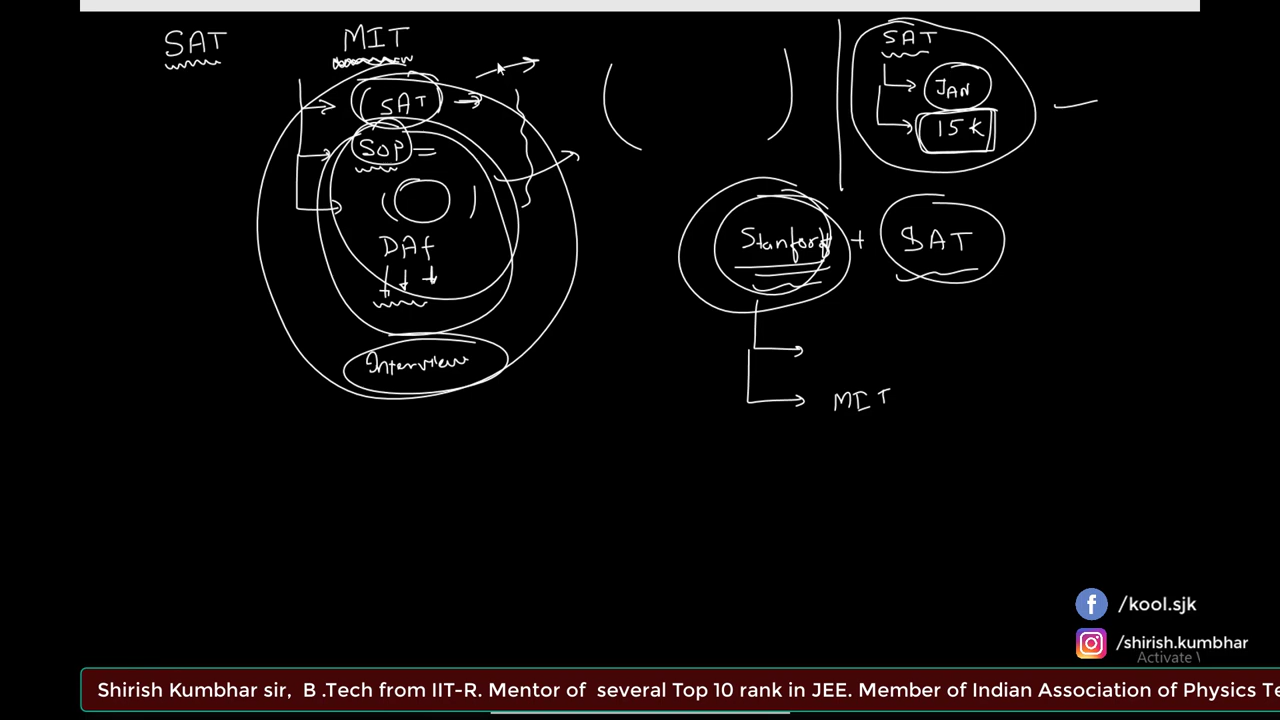 SAT
MIT
SAT
SOP
DAf
Interview
SAT
JAN
15K
Stanford + SAT
MIT
/kool.sjk
/shirish.kumbhar
Activate
Shirish Kumbhar sir, B .Tech from IIT-R. Mentor of several Top 10 rank in JEE. Member of Indian Association of Physics Te